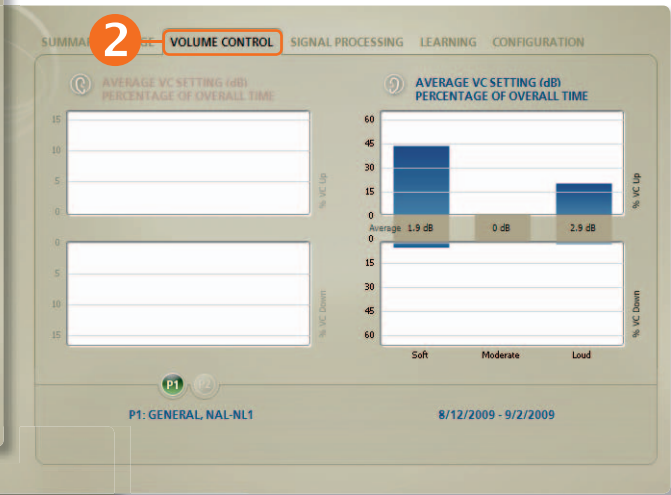 2
SUMMA GE VOLUME CONTROL SIGNAL PROCESSING LEARNING CONFIGURATION
AVERAGE VC SETTING (dB)
PERCENTAGE OF OVERALL TIME
15
10
5
0
% VC Up
0
5
10
15
% VC Down
AVERAGE VC SETTING (dB)
PERCENTAGE OF OVERALL TIME
60
45
30
15
0
% VC Up
Average 1.9 dB 0 dB 2.9 dB
0
15
30
45
60
% VC Down
Soft Moderate Loud
P1 P2
P1: GENERAL, NAL-NL1
8/12/2009 - 9/2/2009